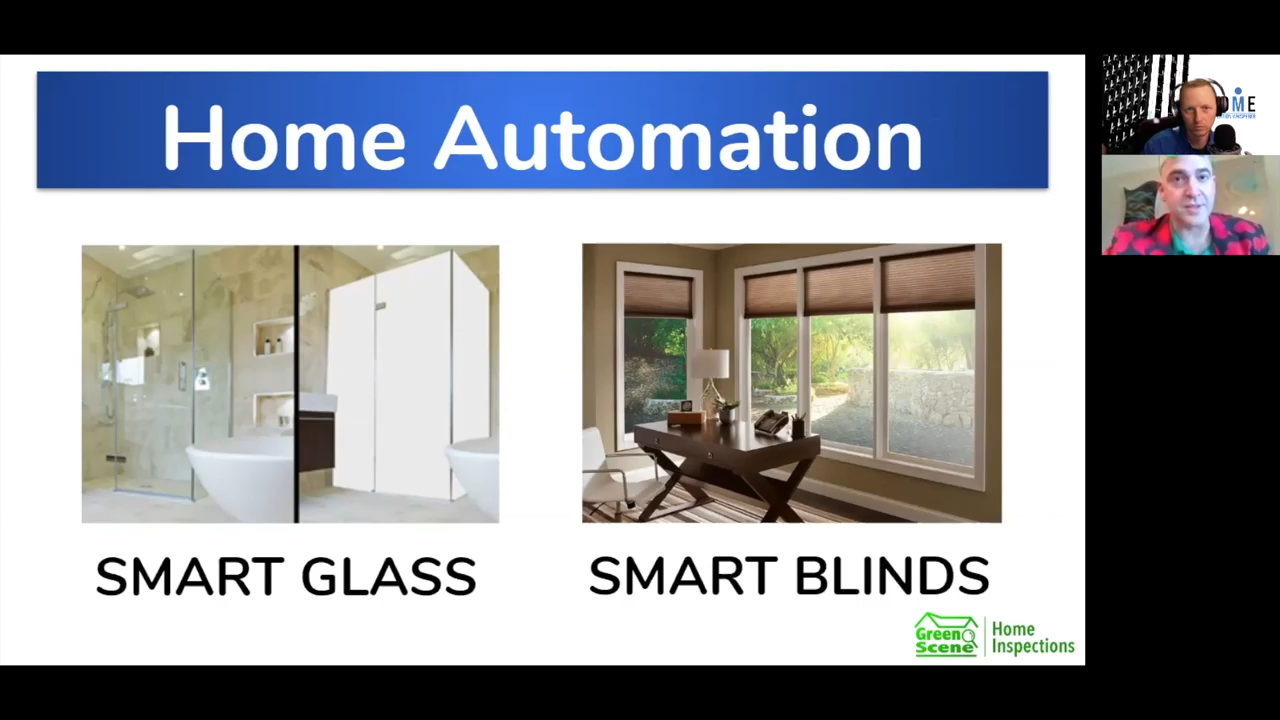 Home Automation
SMART GLASS
SMART BLINDS
Green
Scene
Home
Inspections